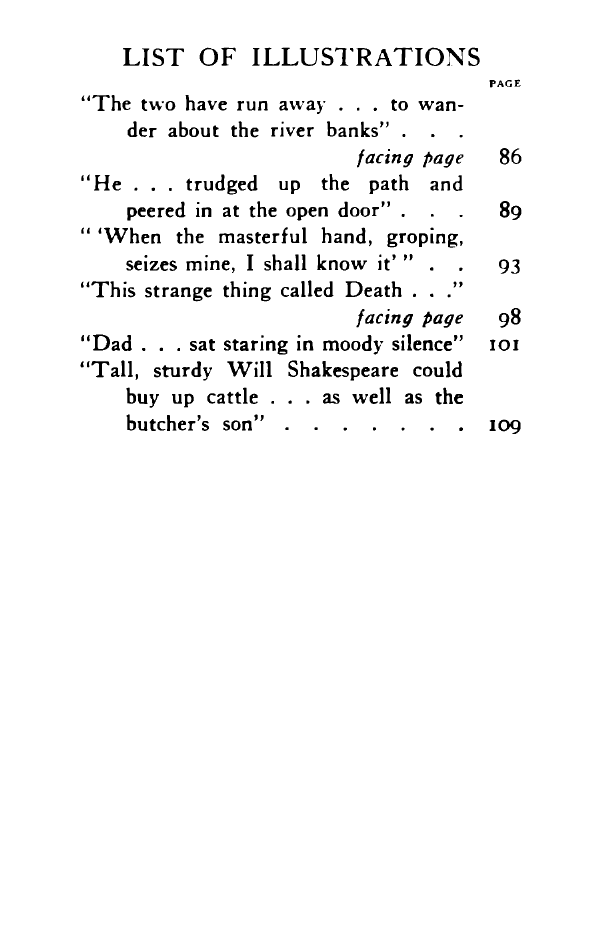 LIST OF ILLUSTRATIONS
PAGE
“The two have run away . . . to wan-
der about the river banks” . . .
facing page 86
“He . . . trudged up the path and
peered in at the open door” . . . 89
“ ‘When the masterful hand, groping,
seizes mine, I shall know it’ ” . . 93
“This strange thing called Death . . .”
facing page 98
“Dad . . . sat staring in moody silence” 101
“Tall, sturdy Will Shakespeare could
buy up cattle . . . as well as the
butcher’s son” . . . . . . . 109